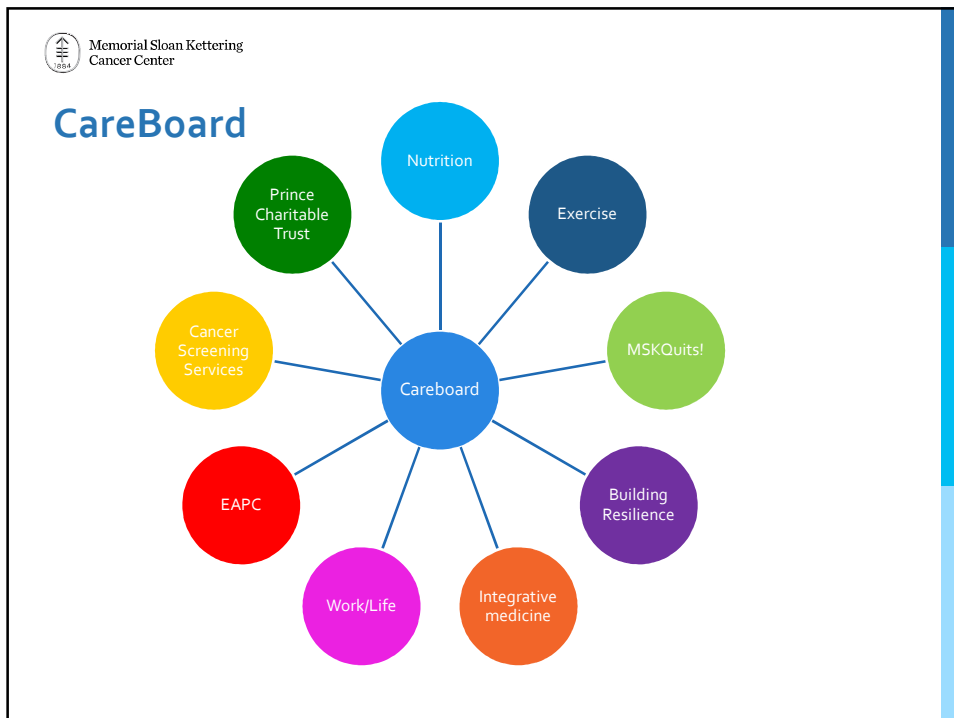 Memorial Sloan Kettering
Cancer Center
1884
CareBoard
Nutrition
Exercise
MSKQuits!
Building
Resilience
Integrative
medicine
Work/Life
EAPC
Cancer
Screening
Services
Prince
Charitable
Trust
Careboard